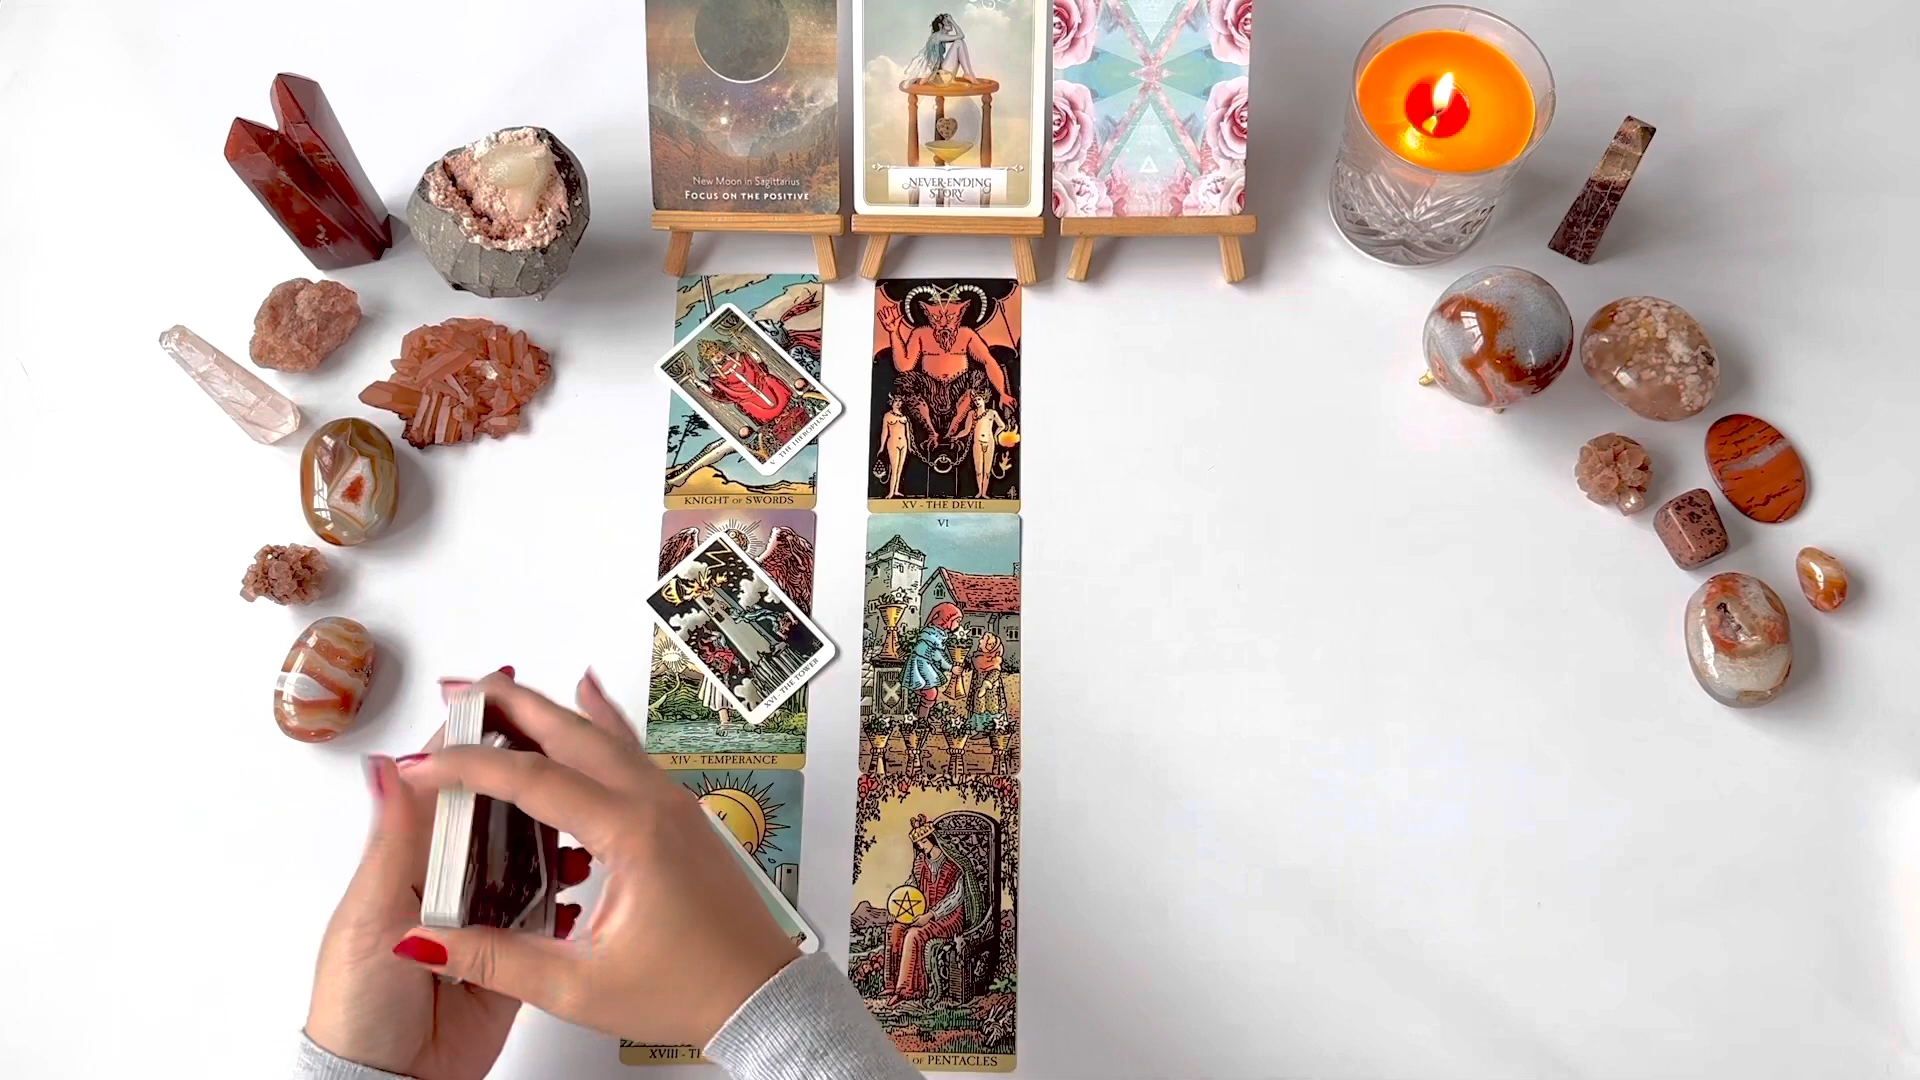 New Moon in Sagittarius
FOCUS ON THE POSITIVE
NEVER-ENDING
STORY
V - THE HIEROPHANT
KNIGHT OF SWORDS
XV - THE DEVIL
VI
XVI - THE TOWER
XIV - TEMPERANCE
XVIII - TH
OF PENTACLES